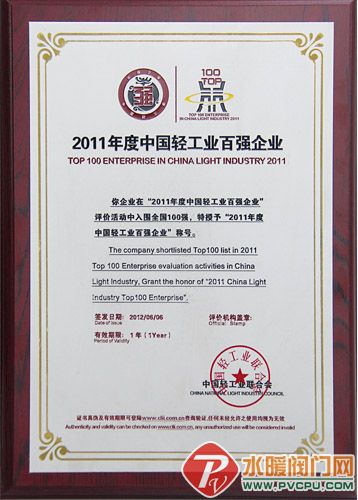 100
TOP
TOP 100 ENTERPRISE
IN CHINA LIGHT INDUSTRY 2011
2011年度中国轻工业百强企业
TOP 100 ENTERPRISE IN CHINA LIGHT INDUSTRY 2011
你企业在“2011年度中国轻工业百强企业”
评价活动中入围全国100强，特授予“2011年度
中国轻工业百强企业”称号。
The company shortlisted Top100 list in 2011
Top 100 Enterprise evaluation activities in China
Light Industry, Grant the honor of "2011 China Light
Industry Top100 Enterprise".
签发日期：2012/06/06 评价机构盖章：
Date of Issue Official Stamp
有效期限：1 年（1Year）
Period of Validity
中国轻工业联合会
中国轻工业联合会
CHINA NATIONAL LIGHT INDUSTRY COUNCIL
证书真伪及有效期限可登陆www.clii.com.cn查询验证,任何未经允许之使用均视为无效
Authenticity and validity can be checked on www.clii.com.cn, any unauthorized use will be considered invalid
PV 水暖阀门网
WWW.PVCPU.COM